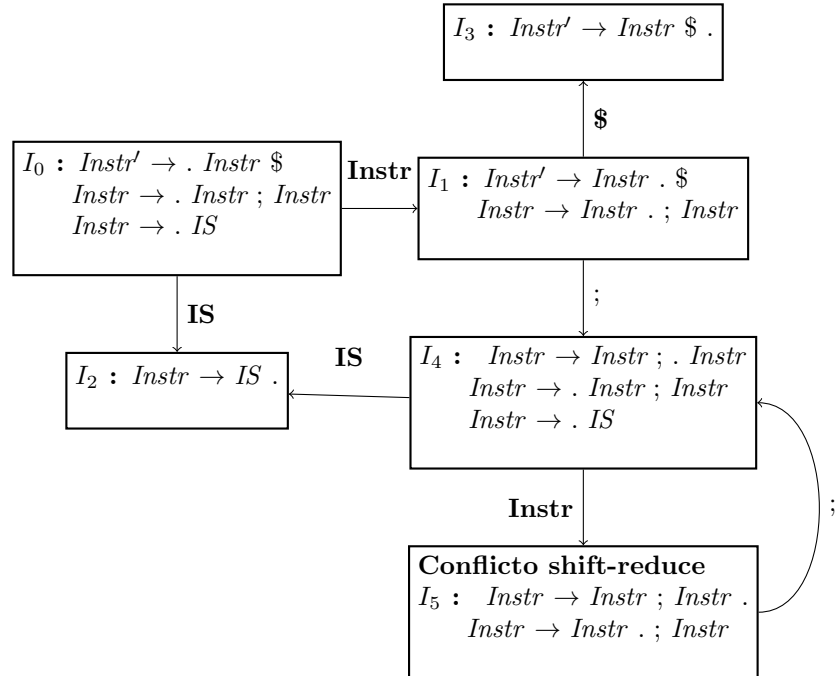 I₃ : Instr′ → Instr $ .
$
I₀ : Instr′ → . Instr $
Instr → . Instr ; Instr
Instr → . IS
Instr
I₁ : Instr′ → Instr . $
Instr → Instr . ; Instr
IS
;
I₂ : Instr → IS .
IS
I₄ : Instr → Instr ; . Instr
Instr → . Instr ; Instr
Instr → . IS
Instr
;
Conflicto shift-reduce
I₅ : Instr → Instr ; Instr .
Instr → Instr . ; Instr